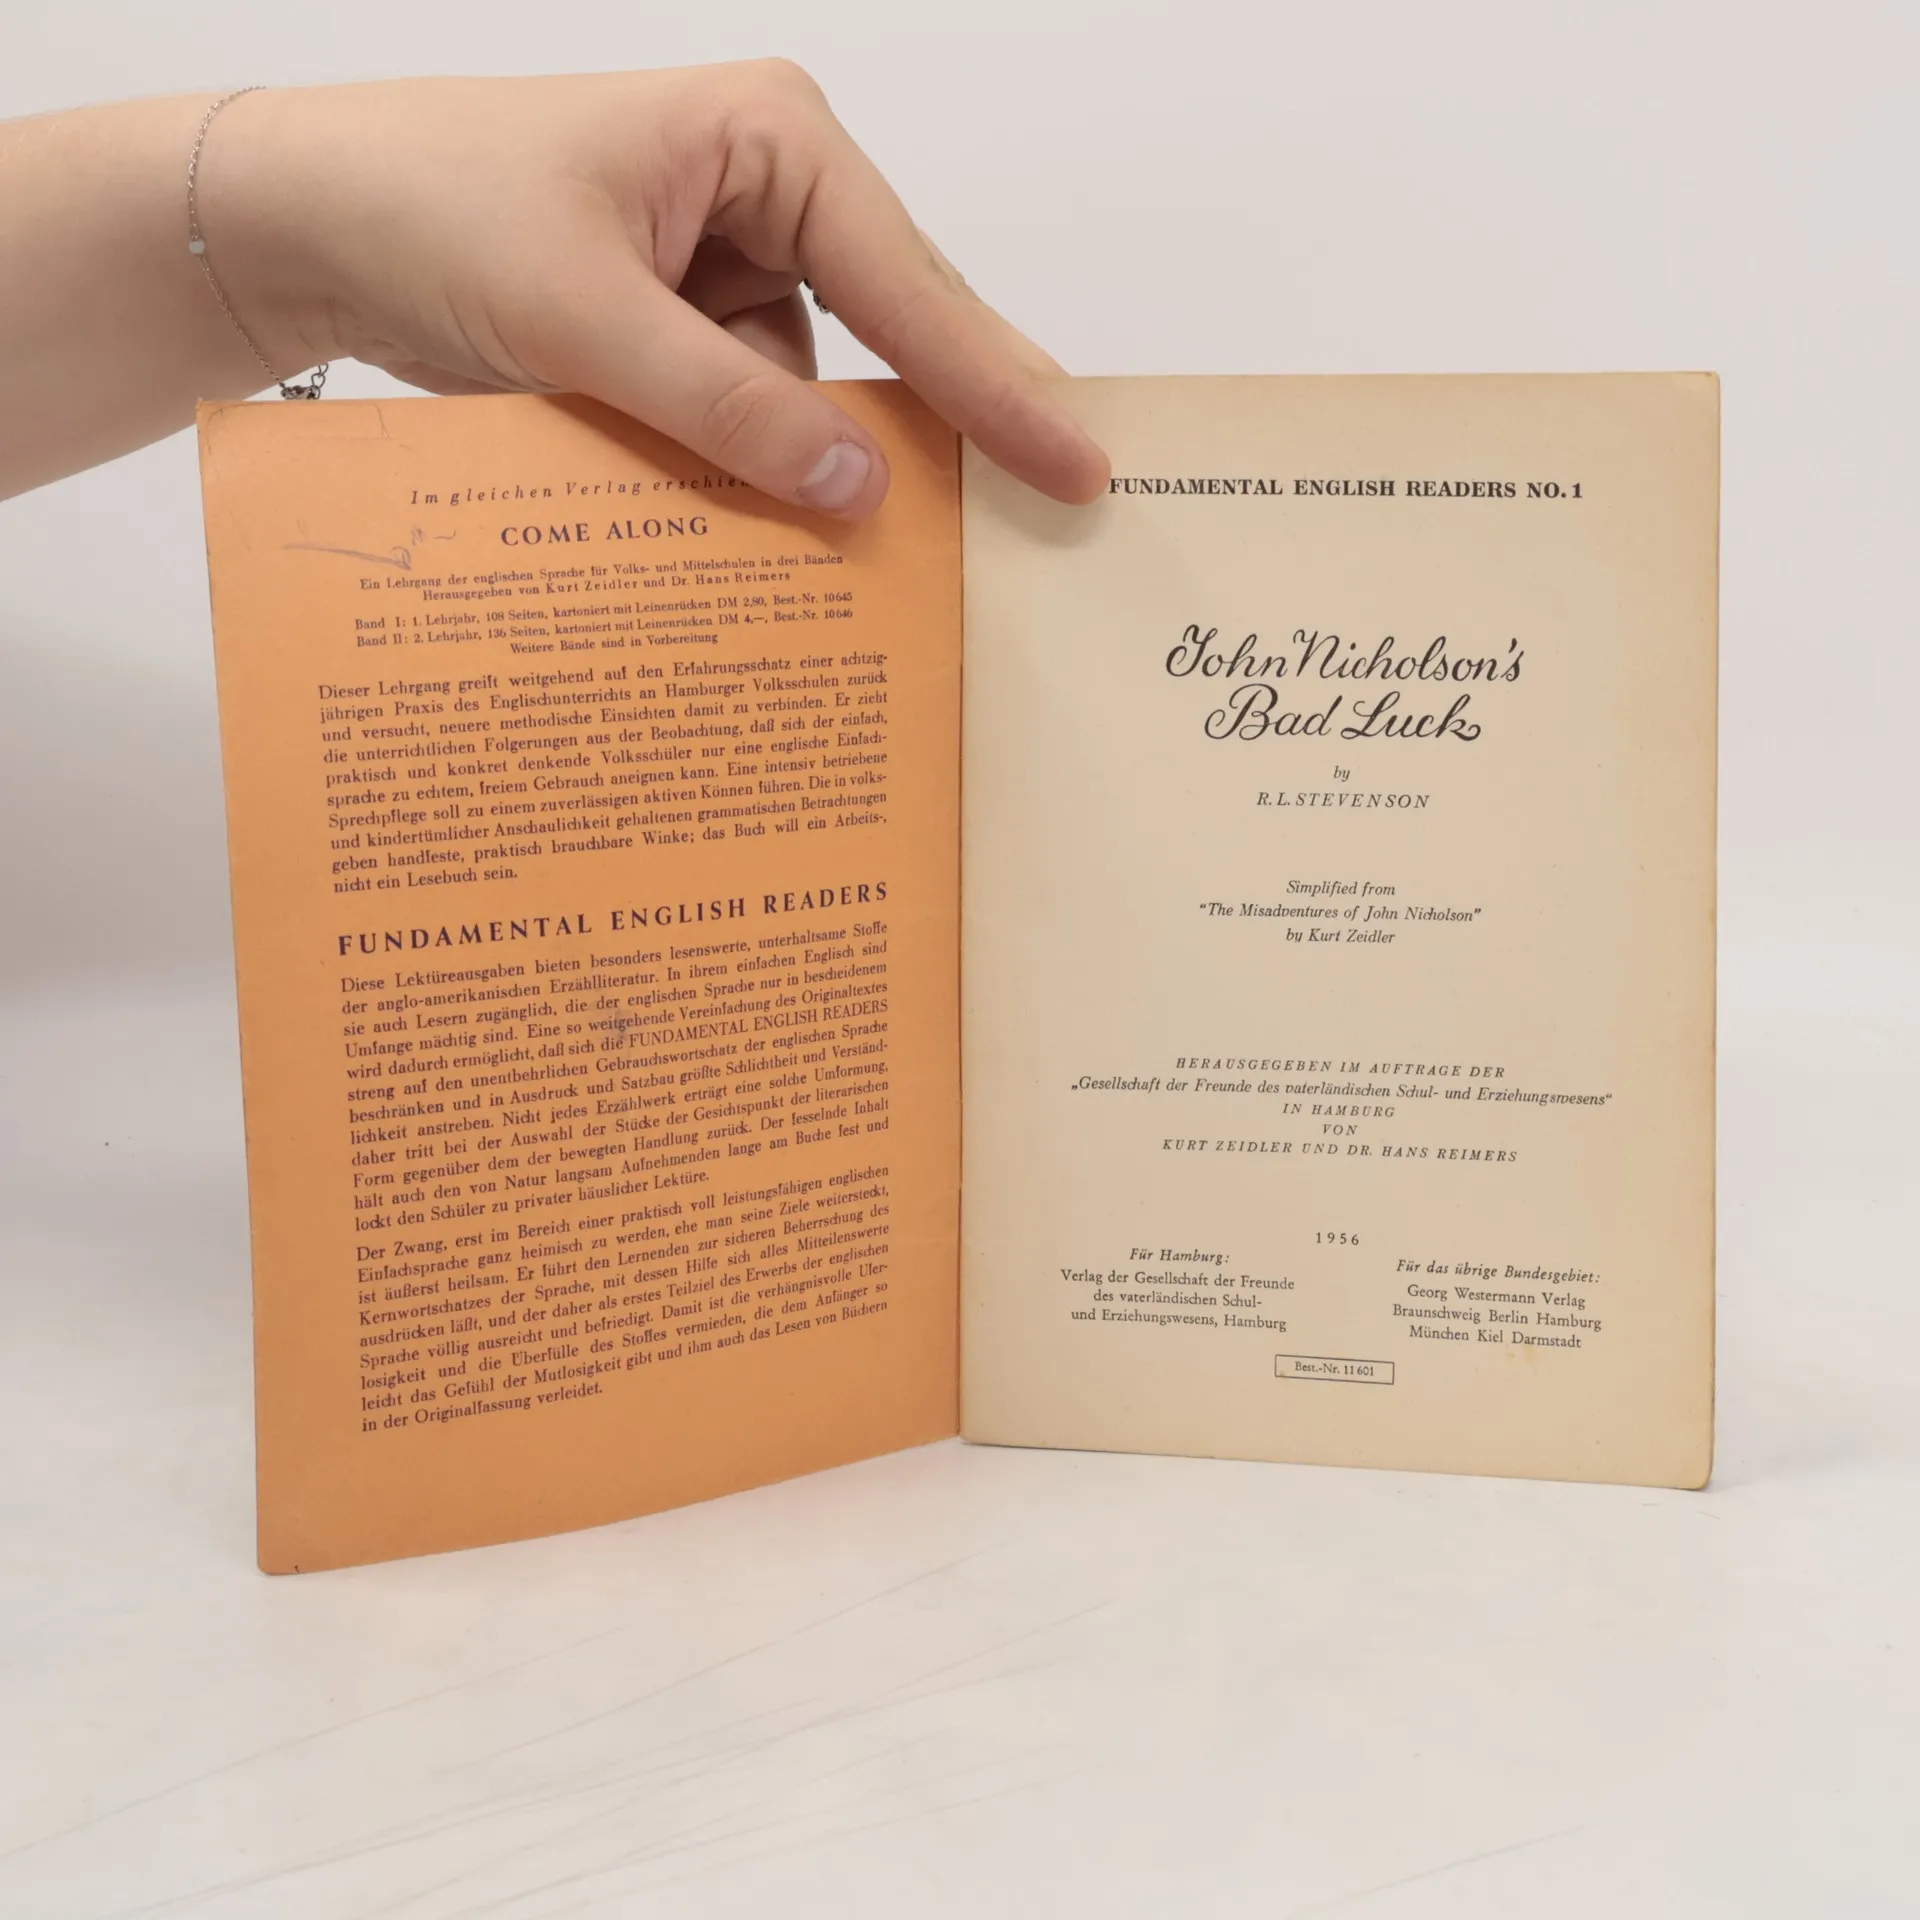 Im gleichen Verlag
COME ALONG
Ein Lehrgang der englischen Sprache für Volks- und Mittelschulen in drei Bänden
Herausgegeben von Kurt Zeidler und Dr. Hans Reimers
Band I: 1. Lehrjahr, 108 Seiten, kartoniert mit Leinenrücken DM 2,80, Best.-Nr. 10645
Band II: 2. Lehrjahr, 136 Seiten, kartoniert mit Leinenrücken DM 4,—, Best.-Nr. 10646
Weitere Bände sind in Vorbereitung
Dieser Lehrgang greift weitgehend auf den Erfahrungsschatz einer achtzig-
jährigen Praxis des Englischunterrichts an Hamburger Volksschulen zurück
und versucht, neuere methodische Einsichten damit zu verbinden. Er zieht
die unterrichtlichen Folgerungen aus der Beobachtung, daß sich der einfach,
praktisch und konkret denkende Volksschüler nur eine englische Einfach-
sprache zu echtem, freiem Gebrauch aneignen kann. Eine intensiv betriebene
Sprechpflege soll zu einem zuverlässigen aktiven Können führen. Die in volks-
und kindertümlicher Anschaulichkeit gehaltenen grammatischen Betrachtungen
geben handfeste, praktisch brauchbare Winke; das Buch will ein Arbeits-,
nicht ein Lesebuch sein.
FUNDAMENTAL ENGLISH READERS
Diese Lektüreausgaben bieten besonders lesenswerte, unterhaltsame Stoffe
der anglo-amerikanischen Erzählliteratur. In ihrem einfachen Englisch sind
sie auch Lesern zugänglich, die der englischen Sprache nur in bescheidenem
Umfange mächtig sind. Eine so weitgehende Vereinfachung des Originaltextes
wird dadurch ermöglicht, daß sich die FUNDAMENTAL ENGLISH READERS
streng auf den unentbehrlichen Gebrauchswortschatz der englischen Sprache
beschränken und in Ausdruck und Satzbau größte Schlichtheit und Verständ-
lichkeit anstreben. Nicht jedes Erzählwerk erträgt eine solche Umformung,
daher tritt bei der Auswahl der Stücke der Gesichtspunkt der literarischen
Form gegenüber dem der bewegten Handlung zurück. Der fesselnde Inhalt
hält auch den von Natur langsam Aufnehmenden lange am Buche fest und
lockt den Schüler zu privater häuslicher Lektüre.
Der Zwang, erst im Bereich einer praktisch voll leistungsfähigen englischen
Einfachsprache ganz heimisch zu werden, ehe man seine Ziele weitersteckt,
ist äußerst heilsam. Er führt den Lernenden zur sicheren Beherrschung des
Kernwortschatzes der Sprache, mit dessen Hilfe sich alles Mitteilenswerte
ausdrücken läßt, und der daher als erstes Teilziel des Erwerbs der englischen
Sprache völlig ausreicht und befriedigt. Damit ist die verhängnisvolle Ufer-
losigkeit und die Überfülle des Stoffes vermieden, die dem Anfänger so
leicht das Gefühl der Mutlosigkeit gibt und ihm auch das Lesen von Büchern
in der Originalfassung verleidet.
FUNDAMENTAL ENGLISH READERS NO. 1
John Nicholson's
Bad Luck
by
R. L. STEVENSON
Simplified from
"The Misadventures of John Nicholson"
by Kurt Zeidler
HERAUSGEGEBEN IM AUFTRAGE DER
„Gesellschaft der Freunde des vaterländischen Schul- und Erziehungswesens“
IN HAMBURG
VON
KURT ZEIDLER UND DR. HANS REIMERS
1956
Für Hamburg:
Verlag der Gesellschaft der Freunde
des vaterländischen Schul-
und Erziehungswesens, Hamburg
Für das übrige Bundesgebiet:
Georg Westermann Verlag
Braunschweig Berlin Hamburg
München Kiel Darmstadt
Best.-Nr. 11 601